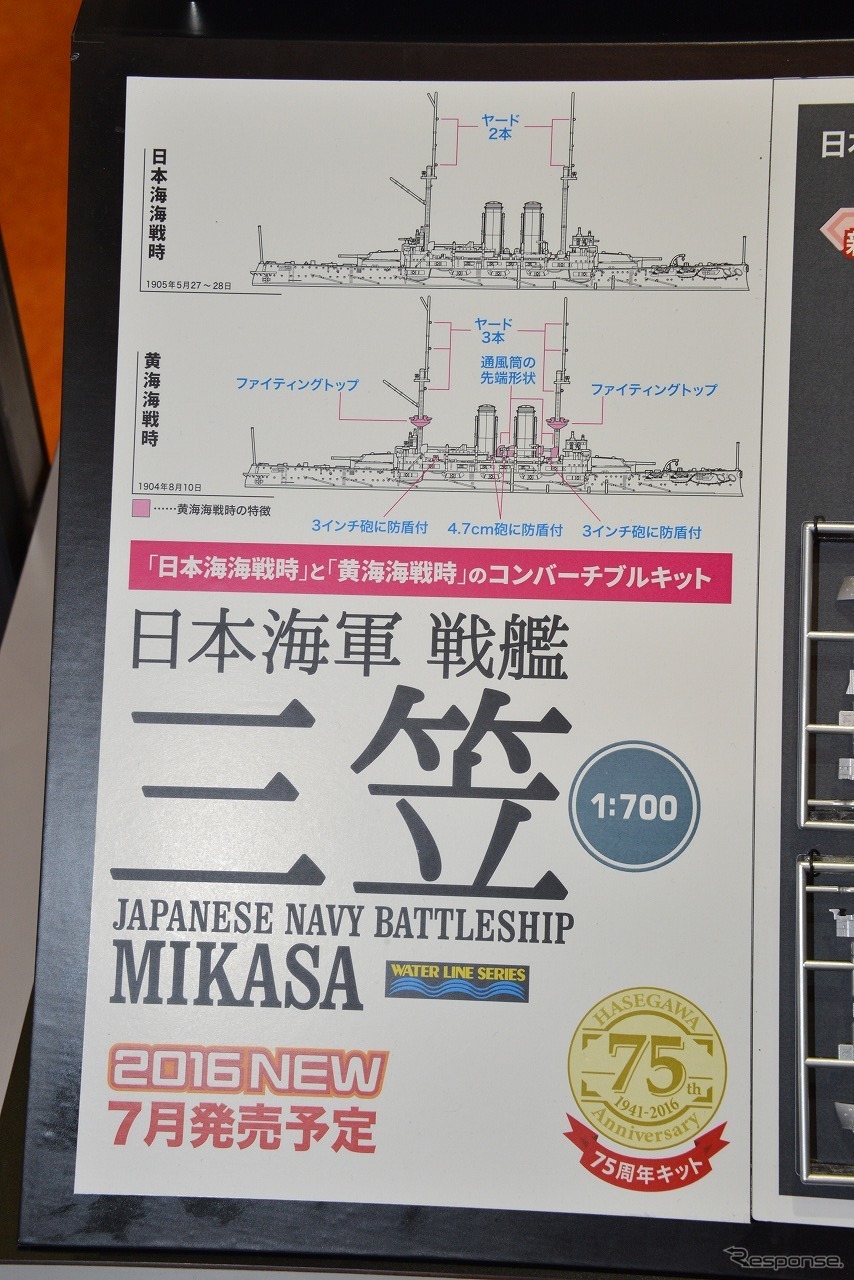 日本海海戦時
ヤード
2本
1905年5月27～28日
黄海海戦時
ヤード
3本
通風筒の
先端形状
ファイティングトップ
ファイティングトップ
1904年8月10日
……黄海海戦時の特徴
3インチ砲に防盾付
4.7cm砲に防盾付
3インチ砲に防盾付
「日本海海戦時」と「黄海海戦時」のコンバーチブルキット
日本海軍 戦艦
三笠
1:700
JAPANESE NAVY BATTLESHIP
MIKASA
WATER LINE SERIES
2016 NEW
7月発売予定
HASEGAWA
75th
1941-2016
Anniversary
75周年キット
日本
Response.